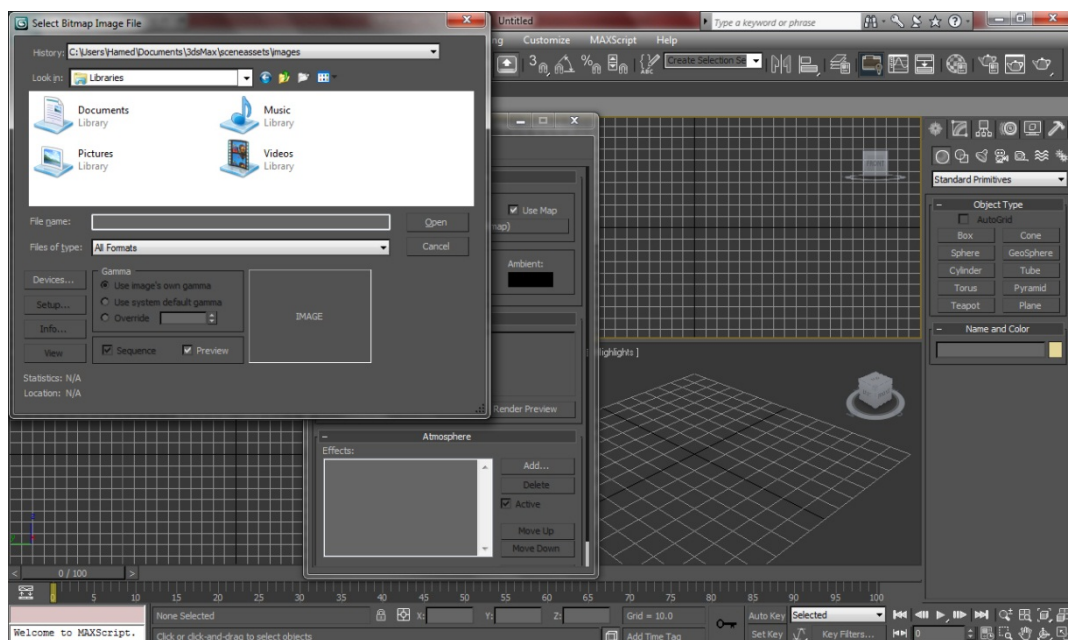 Select Bitmap Image File
Untitled
Type a keyword or phrase
Customize MAXScript Help
History: C:\Users\Hamed\Documents\3dsMax\sceneassets\images
Create Selection Se
Look in: Libraries
Documents
Library
Music
Library
Pictures
Library
Videos
Library
File name:
Open
Files of type: All Formats
Cancel
Devices...
Setup...
Info...
View
Gamma
Use image's own gamma
Use system default gamma
Override
Sequence
Preview
IMAGE
Statistics: N/A
Location: N/A
Use Map
Ambient:
Render Preview
Atmosphere
Effects:
Add...
Delete
Active
Move Up
Move Down
Standard Primitives
Object Type
AutoGrid
Box Cone
Sphere GeoSphere
Cylinder Tube
Torus Pyramid
Teapot Plane
Name and Color
0 / 100
0 5 10 15 20 25 30 35 40 45 50 55 60 65 70 75 80 85 90 95 100
None Selected
X: Y: Z:
Grid = 10.0
Auto Key Selected
Welcome to MAXScript.
Click or click-and-drag to select objects
Add Time Tag
Set Key
Key Filters...
0